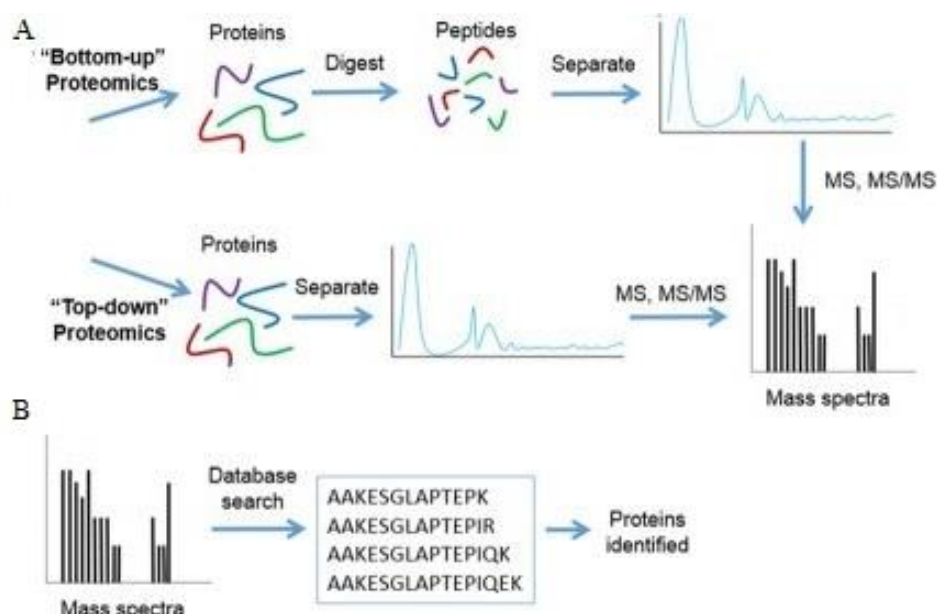 A
“Bottom-up”
Proteomics
Proteins
Digest
Peptides
Separate
MS, MS/MS
“Top-down”
Proteomics
Proteins
Separate
MS, MS/MS
Mass spectra
B
Database
search
AAKESGLAPTEPK
AAKESGLAPTEPIR
AAKESGLAPTEPIQK
AAKESGLAPTEPIQEK
Proteins
identified
Mass spectra